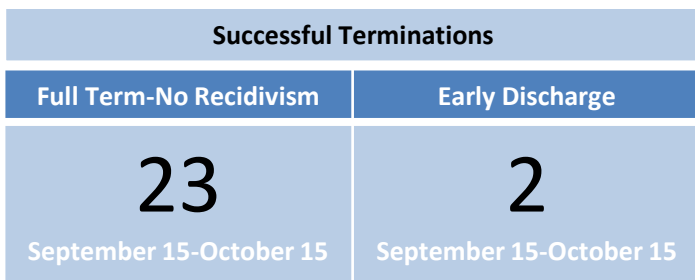 Successful Terminations
Full Term-No Recidivism
Early Discharge
23
2
September 15-October 15
September 15-October 15